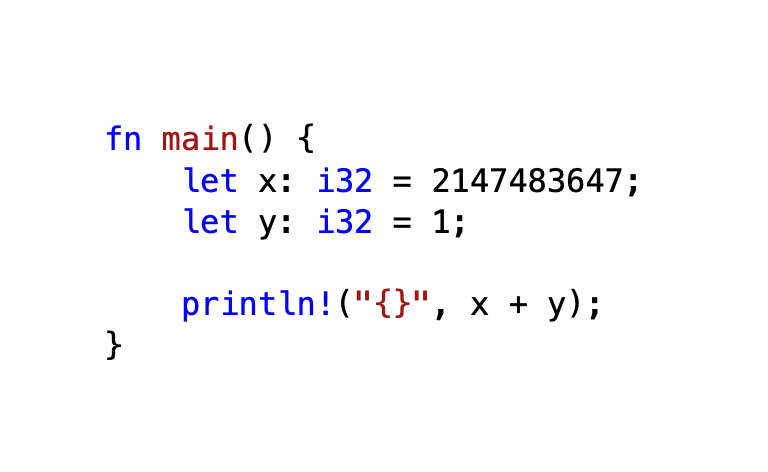 fn main() {
    let x: i32 = 2147483647;
    let y: i32 = 1;

    println!("{}", x + y);
}